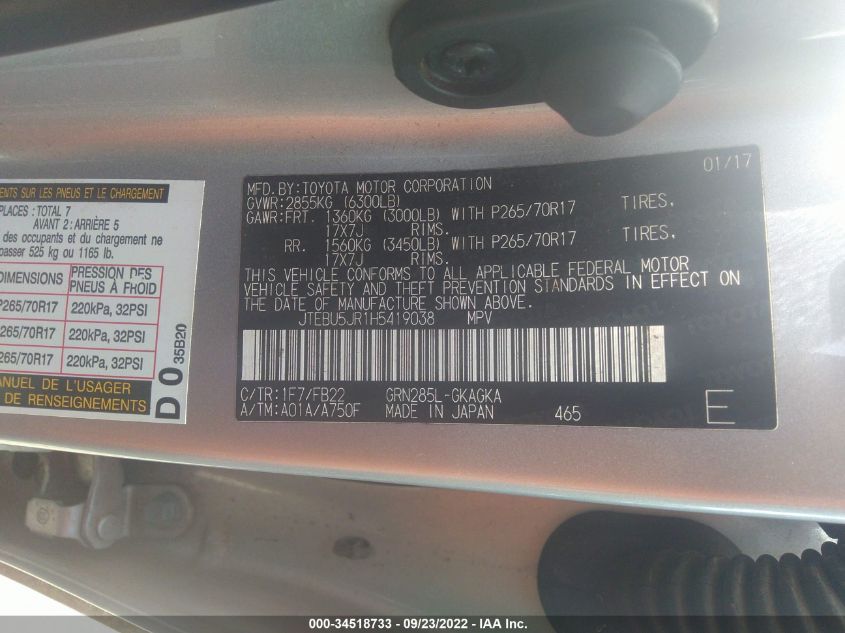 ENTS SUR LES PNEUS ET LE CHARGEMENT
PLACES : TOTAL 7
AVANT 2 : ARRIÈRE 5
des occupants et du chargement ne
passer 525 kg ou 1165 lb.
DIMENSIONS PRESSION DES PNEUS À FROID
P265/70R17 220kPa, 32PSI
265/70R17 220kPa, 32PSI
265/70R17 220kPa, 32PSI
MANUEL DE L'USAGER
DE RENSEIGNEMENTS
D 0 35B20
01/17
MFD.BY:TOYOTA MOTOR CORPORATION
GVWR:2855KG (6300LB)
GAWR:FRT. 1360KG (3000LB) WITH P265/70R17 TIRES,
17X7J RIMS.
RR. 1560KG (3450LB) WITH P265/70R17 TIRES,
17X7J RIMS.
THIS VEHICLE CONFORMS TO ALL APPLICABLE FEDERAL MOTOR
VEHICLE SAFETY AND THEFT PREVENTION STANDARDS IN EFFECT ON
THE DATE OF MANUFACTURE SHOWN ABOVE.
JTEBU5JR1H5419038 MPV
C/TR:1F7/FB22 GRN285L-GKAGKA
A/TM:A01A/A750F MADE IN JAPAN 465
E
000-34518733 - 09/23/2022 - IAA Inc.